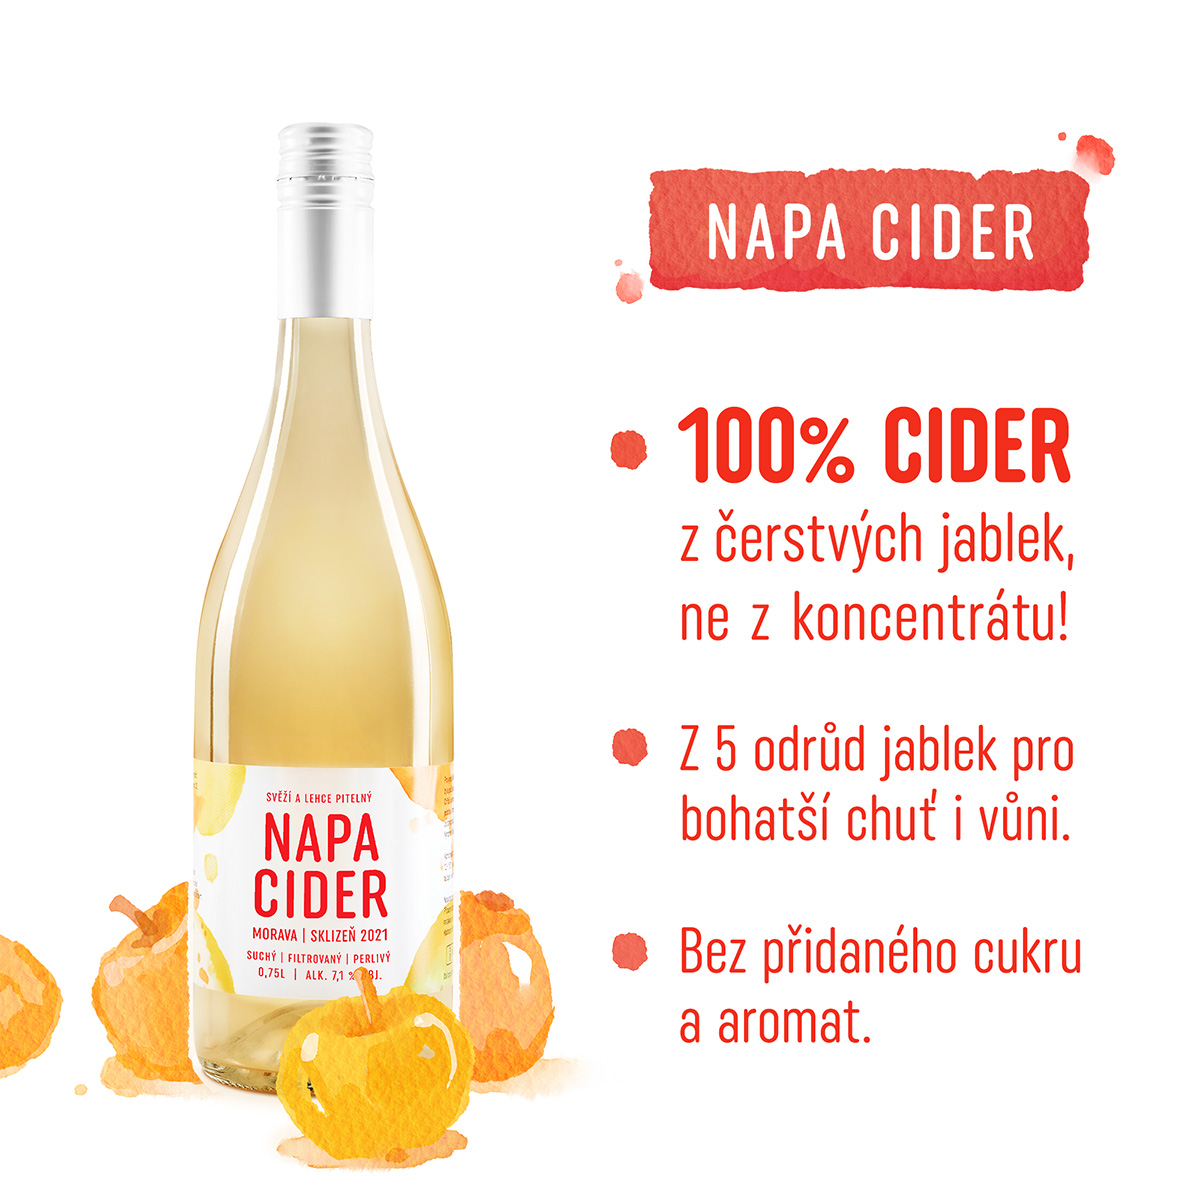 SVĚŽÍ A LEHCE PITELNÝ
NAPA
CIDER
MORAVA | SKLIZEŇ 2021
SUCHÝ | FILTROVANÝ | PERLIVÝ
0,75L | ALK. 7,1 %
NAPA CIDER
100% CIDER
z čerstvých jablek,
ne z koncentrátu!
Z 5 odrůd jablek pro
bohatší chuť i vůni.
Bez přidaného cukru
a aromat.